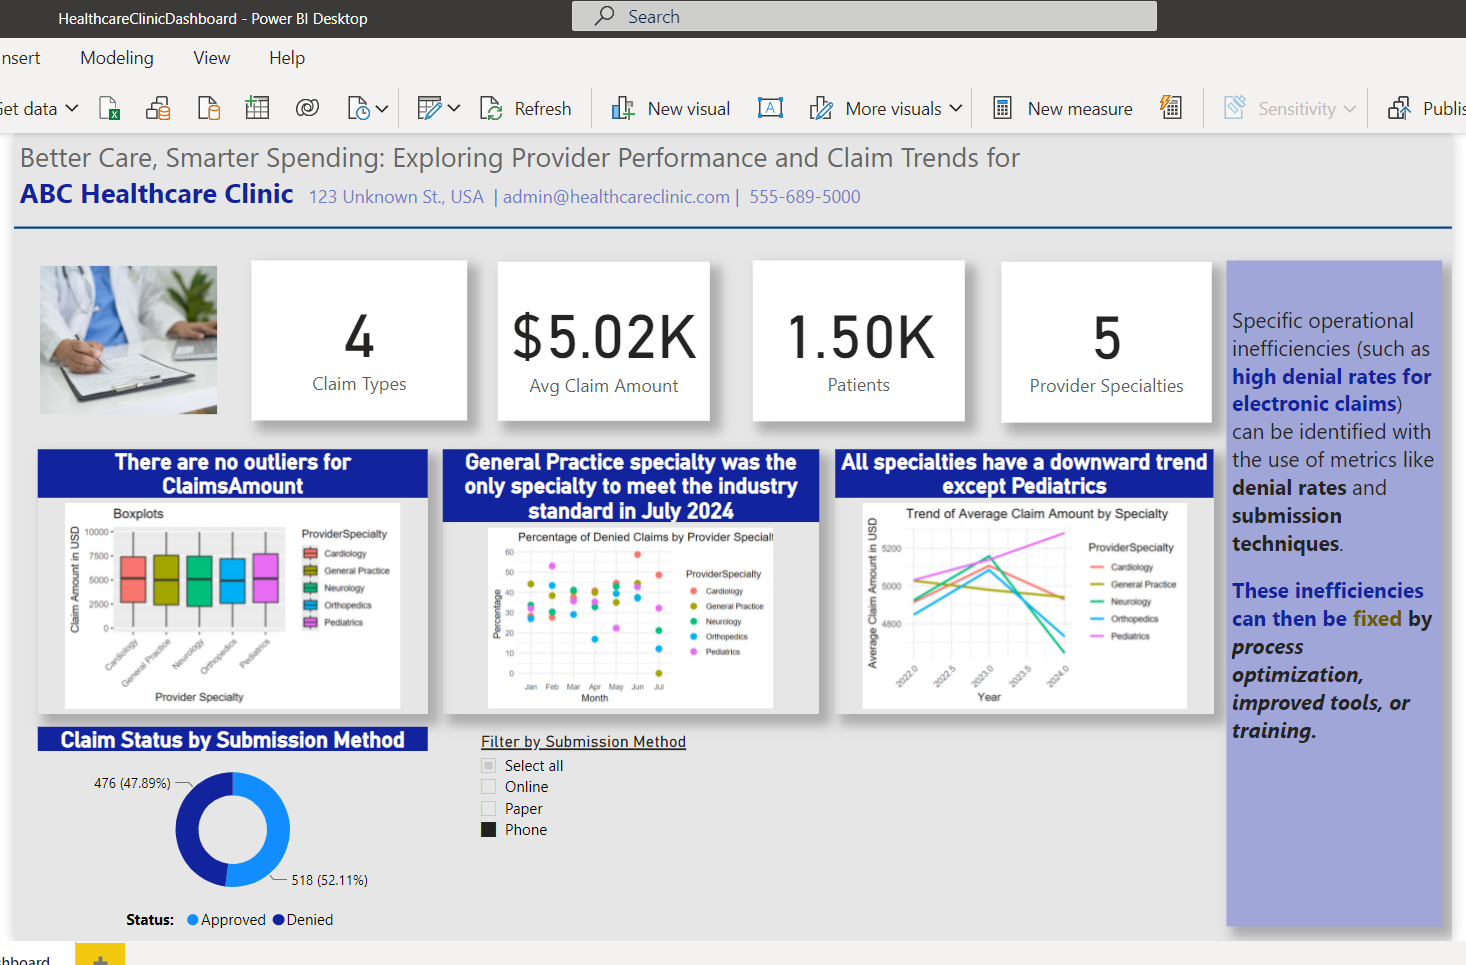 HealthcareClinicDashboard - Power BI Desktop
Search
nsert Modeling View Help
et data Refresh New visual More visuals New measure Sensitivity Publis
Better Care, Smarter Spending: Exploring Provider Performance and Claim Trends for
ABC Healthcare Clinic 123 Unknown St., USA | admin@healthcareclinic.com | 555-689-5000
4
Claim Types
$5.02K
Avg Claim Amount
1.50K
Patients
5
Provider Specialties
Specific operational
inefficiencies (such as
high denial rates for
electronic claims)
can be identified with
the use of metrics like
denial rates and
submission
techniques.
These inefficiencies
can then be fixed by
process
optimization,
improved tools, or
training.
There are no outliers for
ClaimsAmount
Boxplots
Claim Amount in USD
10000
7500
5000
2500
0
Cardiology
General Practice
Neurology
Orthopedics
Pediatrics
Provider Specialty
ProviderSpecialty
Cardiology
General Practice
Neurology
Orthopedics
Pediatrics
General Practice specialty was the
only specialty to meet the industry
standard in July 2024
Percentage of Denied Claims by Provider Special
Percentage
60
50
40
30
20
10
0
Jan Feb Mar Apr May Jun Jul
Month
ProviderSpecialty
Cardiology
General Practice
Neurology
Orthopedics
Pediatrics
All specialties have a downward trend
except Pediatrics
Trend of Average Claim Amount by Specialty
Average Claim Amount in USD
5200
5000
4800
2022.0
2022.5
2023.0
2023.5
2024.0
Year
ProviderSpecialty
Cardiology
General Practice
Neurology
Orthopedics
Pediatrics
Claim Status by Submission Method
476 (47.89%)
518 (52.11%)
Status: Approved Denied
Filter by Submission Method
Select all
Online
Paper
Phone
shboard